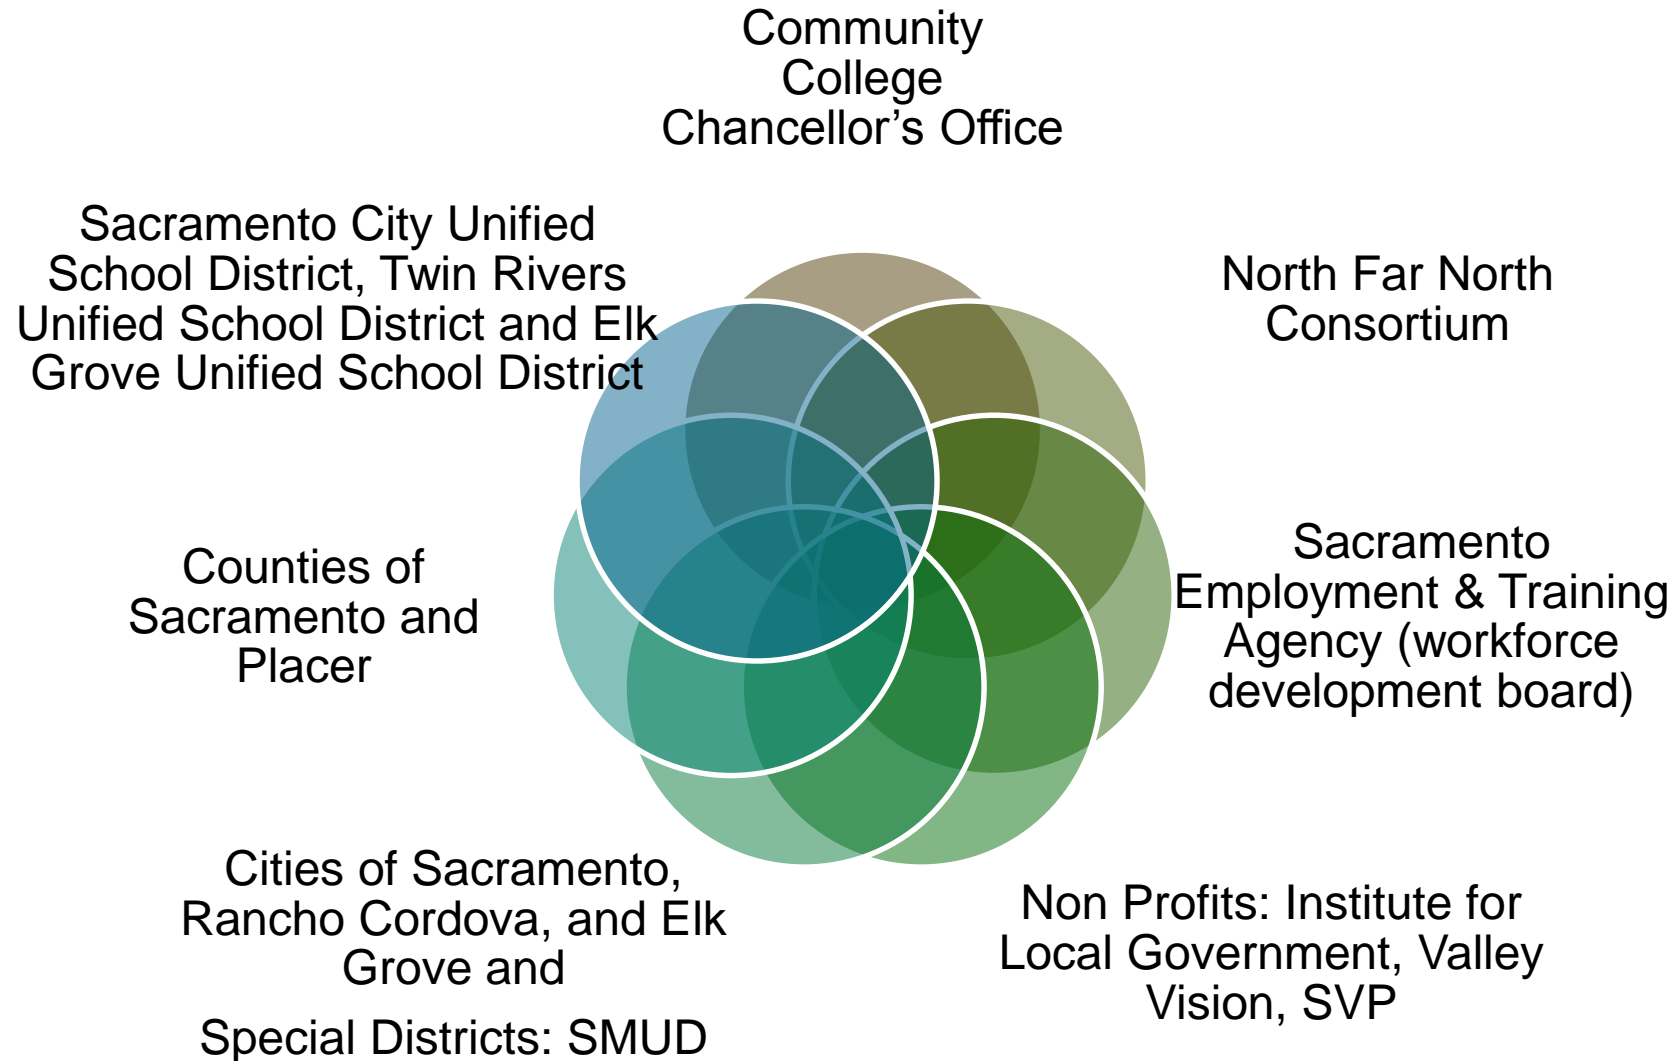 Community
College
Chancellor’s Office
Sacramento City Unified
School District, Twin Rivers
Unified School District and Elk
Grove Unified School District
North Far North
Consortium
Counties of
Sacramento and
Placer
Sacramento
Employment & Training
Agency (workforce
development board)
Cities of Sacramento,
Rancho Cordova, and Elk
Grove and
Special Districts: SMUD
Non Profits: Institute for
Local Government, Valley
Vision, SVP